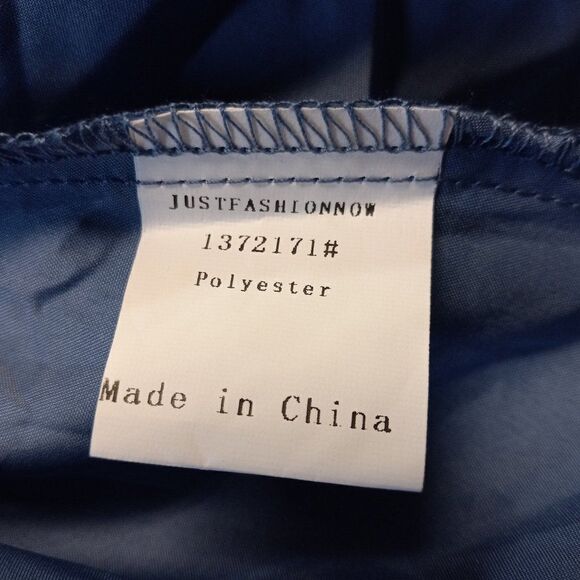 JUSTFASHIONNOW
1372171#
Polyester
Made in China